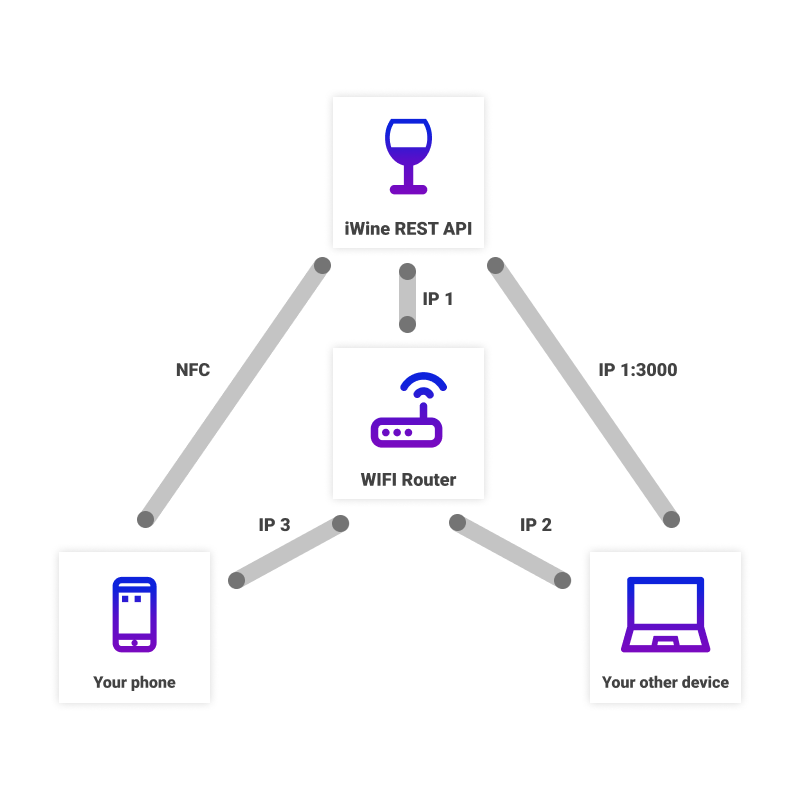 iWine REST API
IP 1
NFC
IP 1:3000
WIFI Router
IP 3
IP 2
Your phone
Your other device